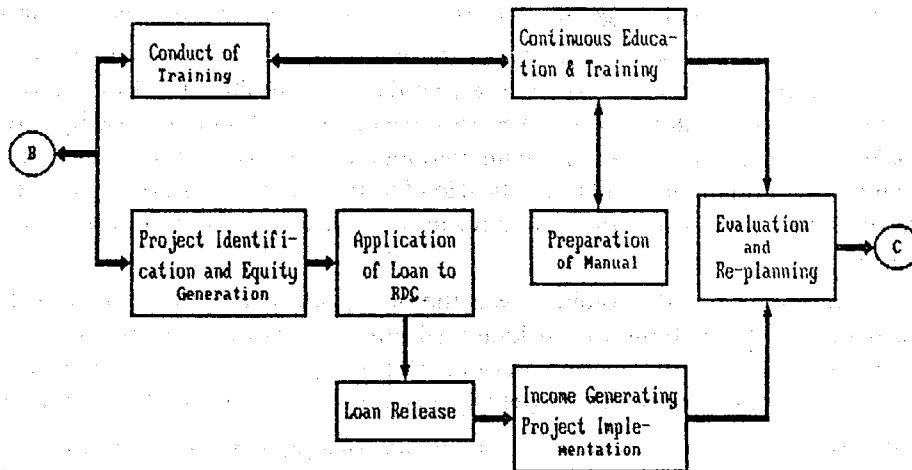 Conduct of
Training
Continuous Educa-
tion & Training
B
Project Identifi-
cation and Equity
Generation
Application
of Loan to
RDC
Preparation
of Manual
Evaluation
and
Re-planning
C
Loan Release
Income Generating
Project Imple-
mentation